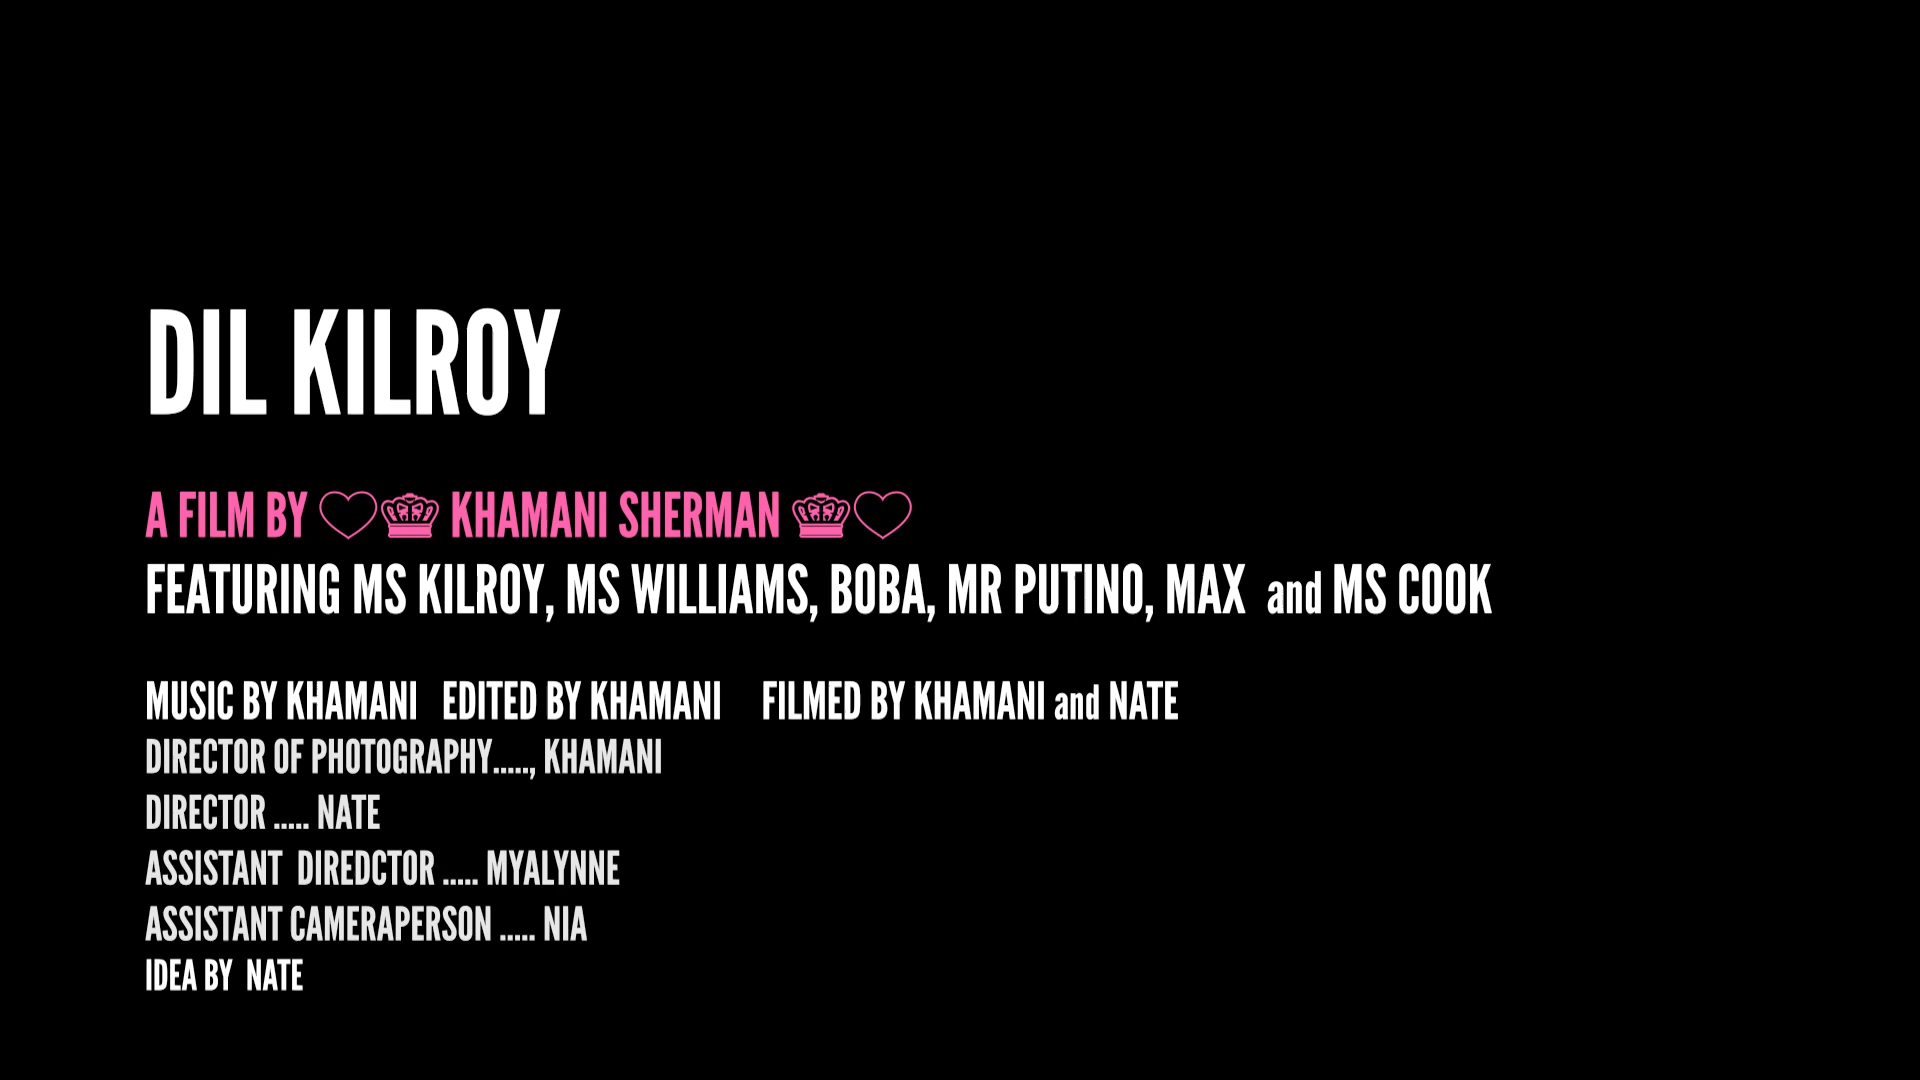 DIL KILROY
A FILM BY ♡👑 KHAMANI SHERMAN 👑♡
FEATURING MS KILROY, MS WILLIAMS, BOBA, MR PUTINO, MAX and MS COOK
MUSIC BY KHAMANI EDITED BY KHAMANI FILMED BY KHAMANI and NATE
DIRECTOR OF PHOTOGRAPHY....., KHAMANI
DIRECTOR ..... NATE
ASSISTANT DIREDCTOR ..... MYALYNNE
ASSISTANT CAMERAPERSON ..... NIA
IDEA BY NATE